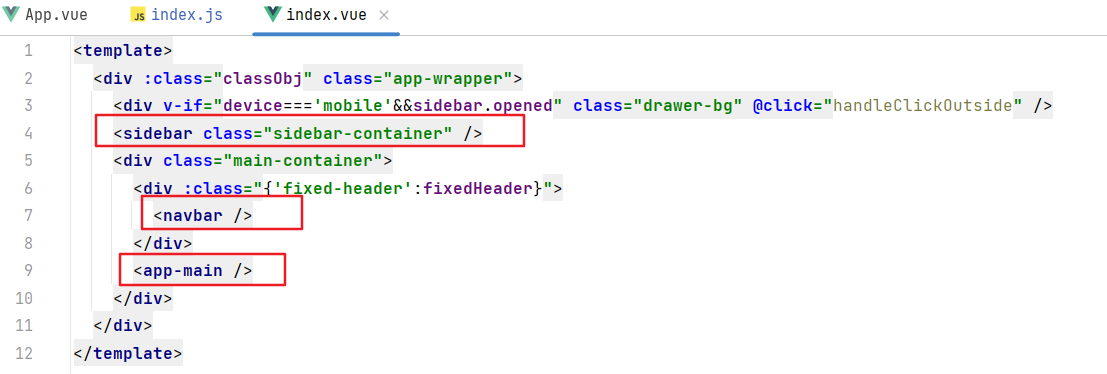 App.vue JS index.js index.vue ×
1 <template>
2 <div :class="classObj" class="app-wrapper">
3 <div v-if="device==='mobile'&&sidebar.opened" class="drawer-bg" @click="handleClickOutside" />
4 <sidebar class="sidebar-container" />
5 <div class="main-container">
6 <div :class="{'fixed-header':fixedHeader}">
7 <navbar />
8 </div>
9 <app-main />
10 </div>
11 </div>
12 </template>